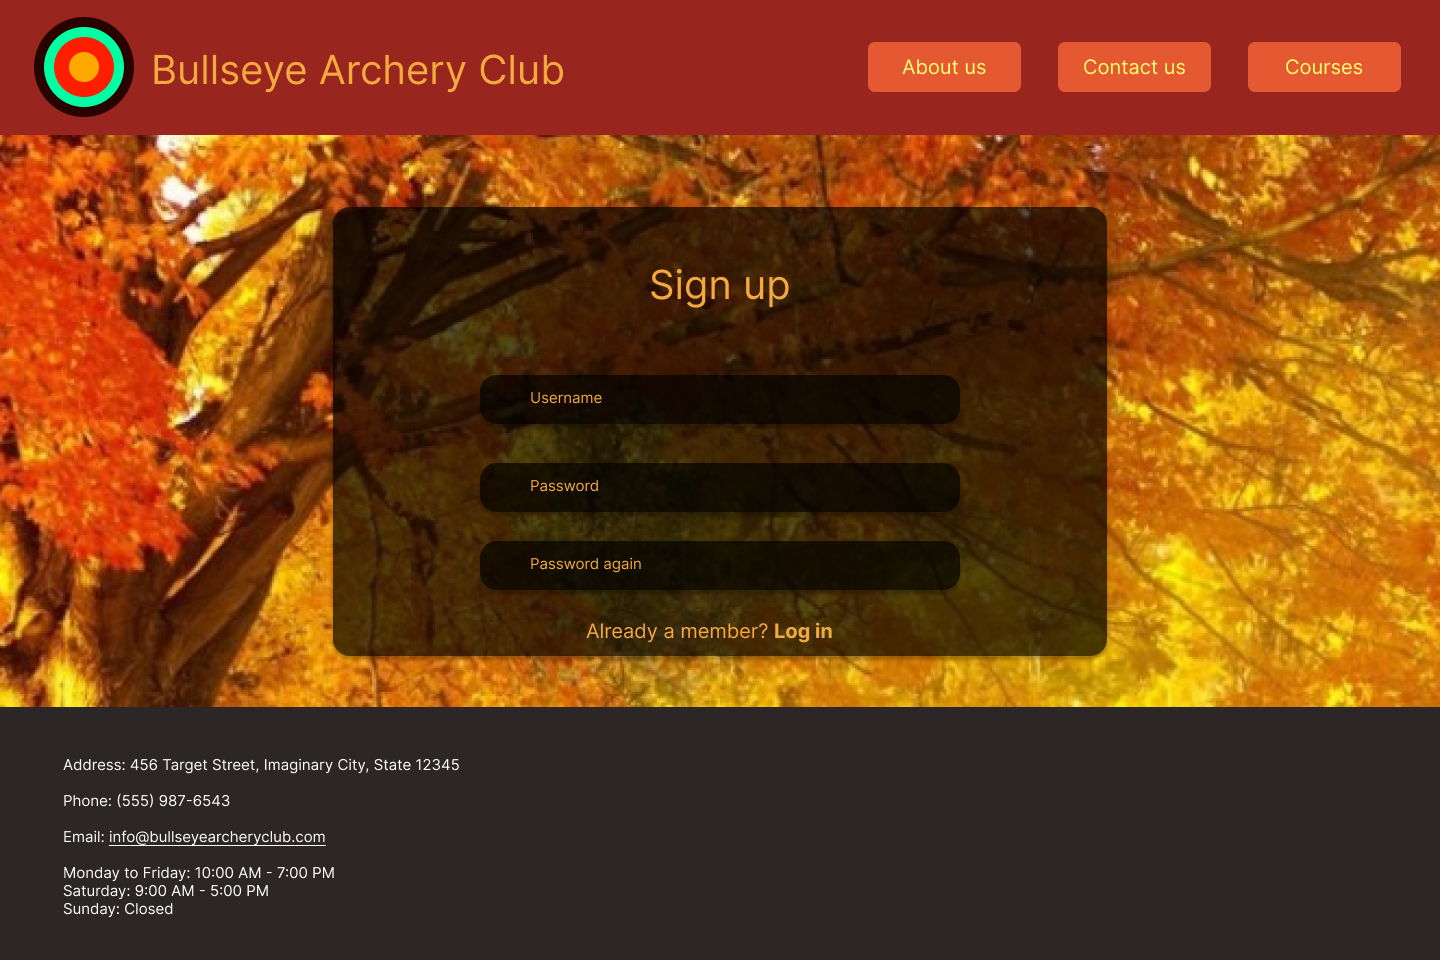 Bullseye Archery Club
About us
Contact us
Courses
Sign up
Username
Password
Password again
Already a member? Log in
Address: 456 Target Street, Imaginary City, State 12345
Phone: (555) 987-6543
Email: info@bullseyearcheryclub.com
Monday to Friday: 10:00 AM - 7:00 PM
Saturday: 9:00 AM - 5:00 PM
Sunday: Closed